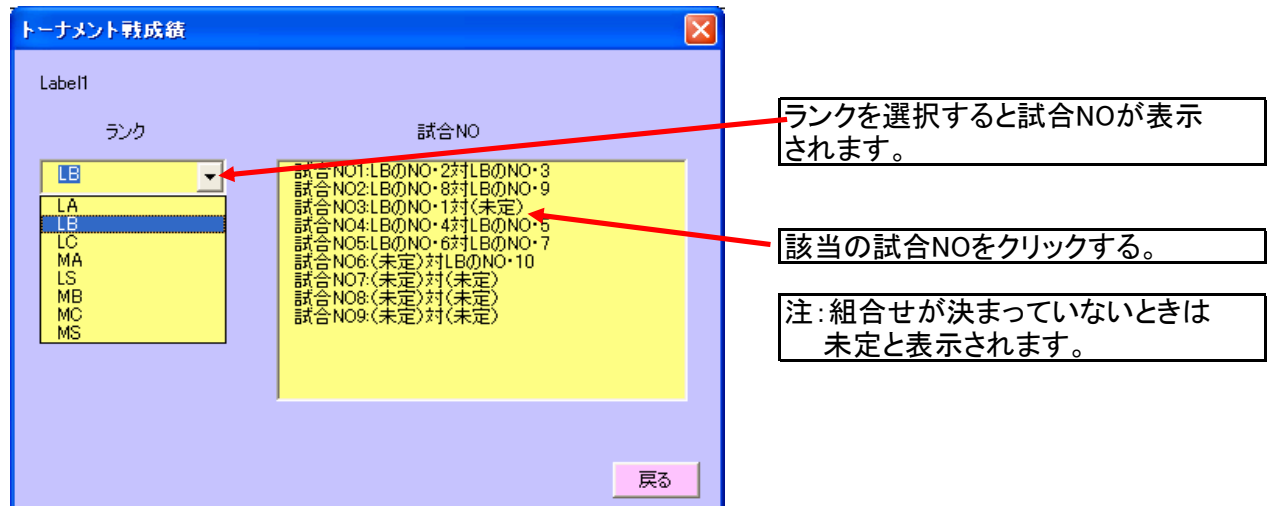 トーナメント戦成績
Label1
ランク
試合NO
LB
LA
LB
LC
MA
LS
MB
MC
MS
試合NO1:LBのNO・2対LBのNO・3
試合NO2:LBのNO・8対LBのNO・9
試合NO3:LBのNO・1対(未定)
試合NO4:LBのNO・4対LBのNO・5
試合NO5:LBのNO・6対LBのNO・7
試合NO6:(未定)対LBのNO・10
試合NO7:(未定)対(未定)
試合NO8:(未定)対(未定)
試合NO9:(未定)対(未定)
戻る
ランクを選択すると試合NOが表示
されます。
該当の試合NOをクリックする。
注：組合せが決まっていないときは
未定と表示されます。